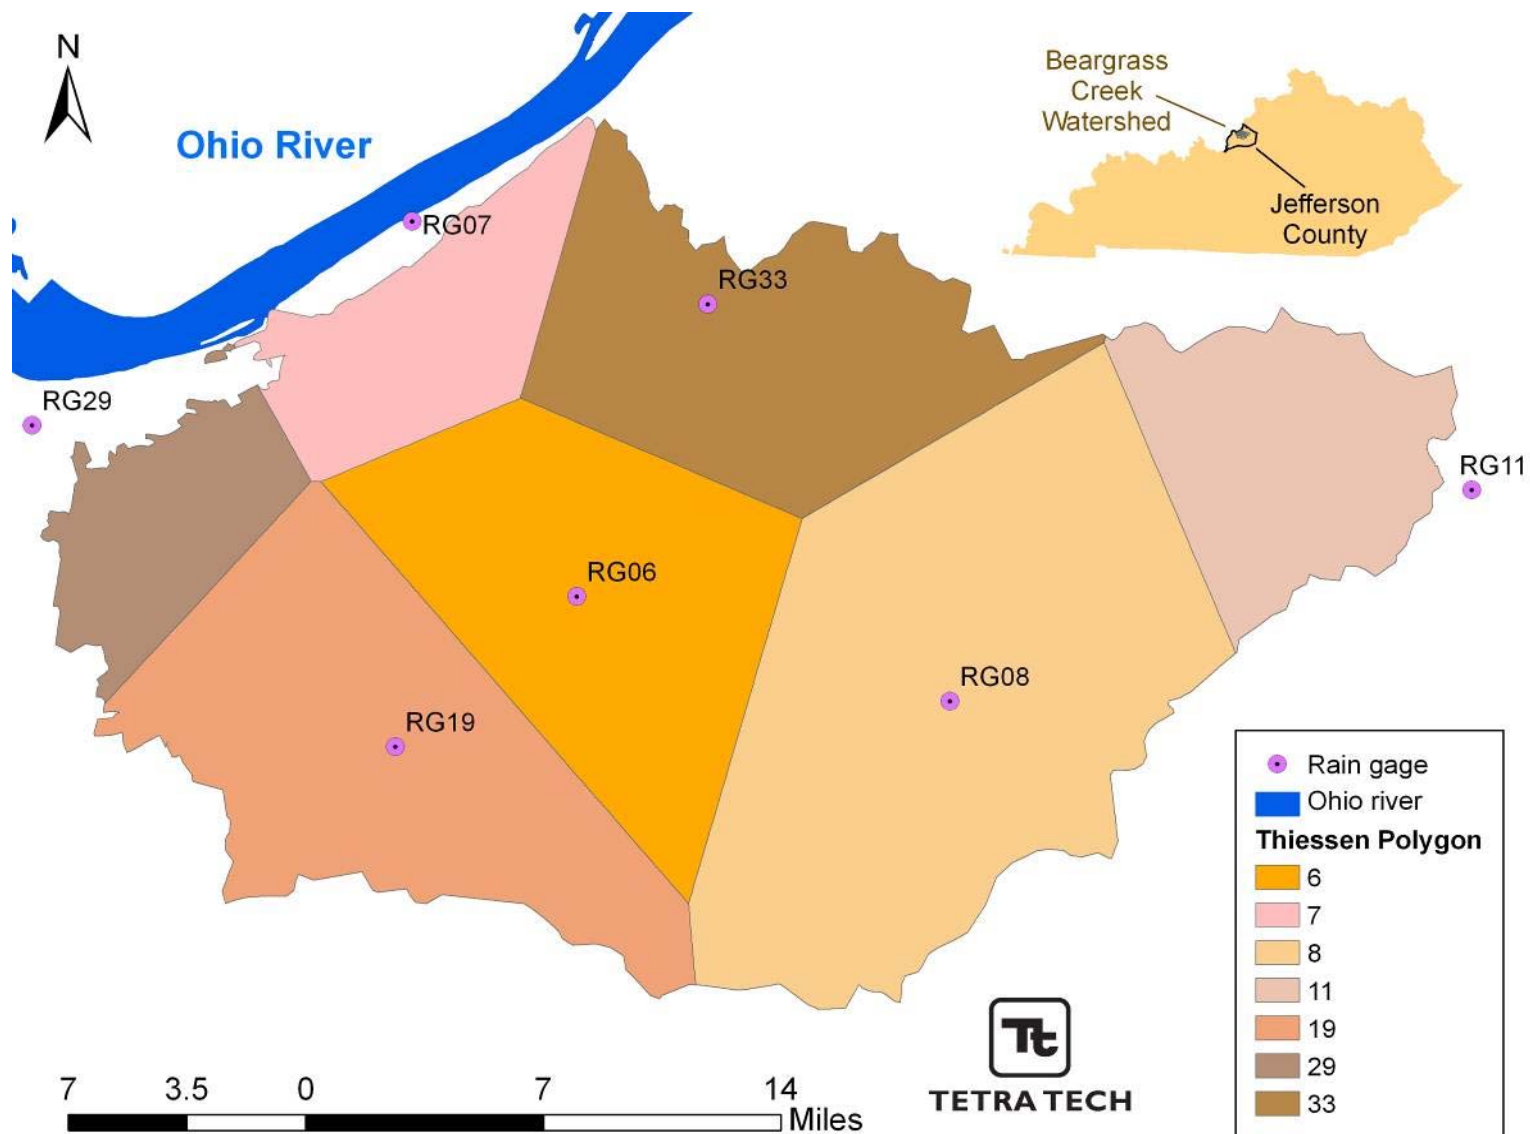 N
Ohio River
Beargrass
Creek
Watershed
Jefferson
County
RG07
RG33
RG29
RG11
RG06
RG08
RG19
Rain gage
Ohio river
Thiessen Polygon
6
7
8
11
19
29
33
7 3.5 0 7 14
Miles
Tt
TETRA TECH